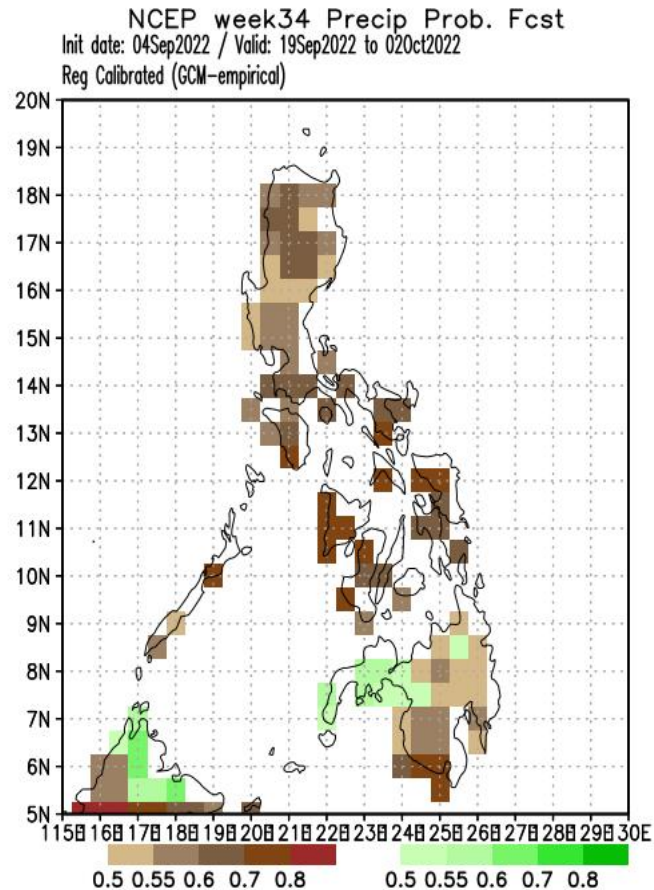 NCEP week34 Precip Prob. Fcst
Init date: 04Sep2022 / Valid: 19Sep2022 to 02Oct2022
Reg Calibrated (GCM-empirical)
20N
19N
18N
17N
16N
15N
14N
13N
12N
11N
10N
9N
8N
7N
6N
5N
115E 116E 117E 118E 119E 120E 121E 122E 123E 124E 125E 126E 127E 128E 129E 130E
0.5 0.55 0.6 0.7 0.8 0.5 0.55 0.6 0.7 0.8